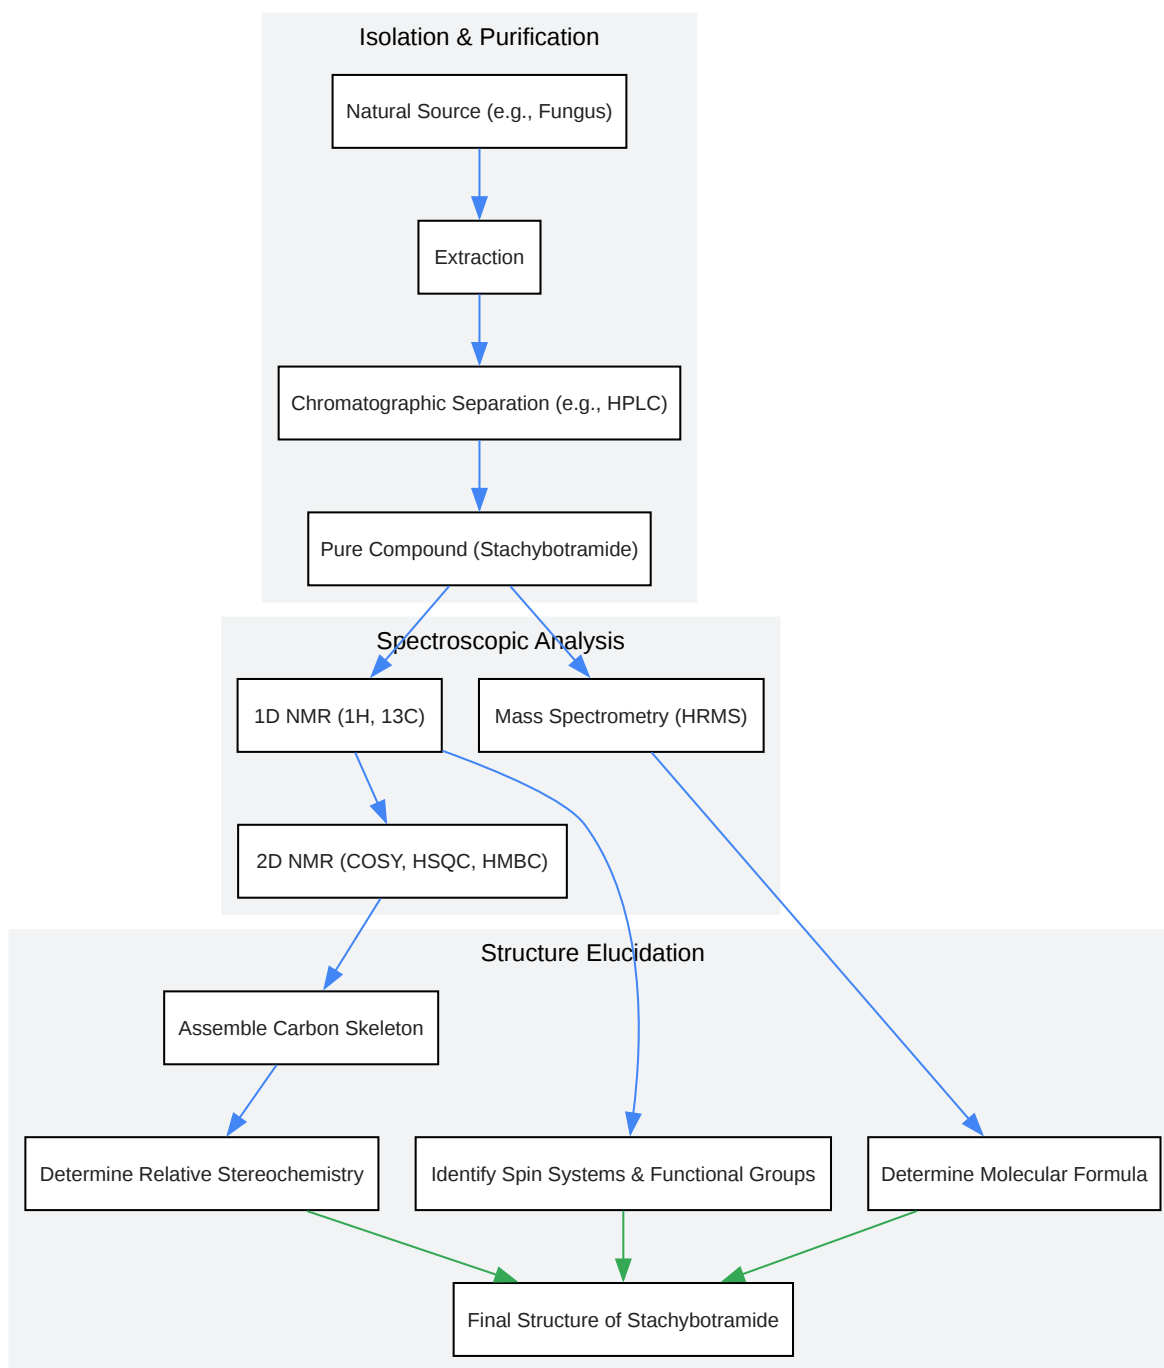 Isolation & Purification
Natural Source (e.g., Fungus)
Extraction
Chromatographic Separation (e.g., HPLC)
Pure Compound (Stachybotramide)
Spectroscopic Analysis
1D NMR (1H, 13C)
Mass Spectrometry (HRMS)
2D NMR (COSY, HSQC, HMBC)
Structure Elucidation
Assemble Carbon Skeleton
Determine Relative Stereochemistry
Identify Spin Systems & Functional Groups
Determine Molecular Formula
Final Structure of Stachybotramide